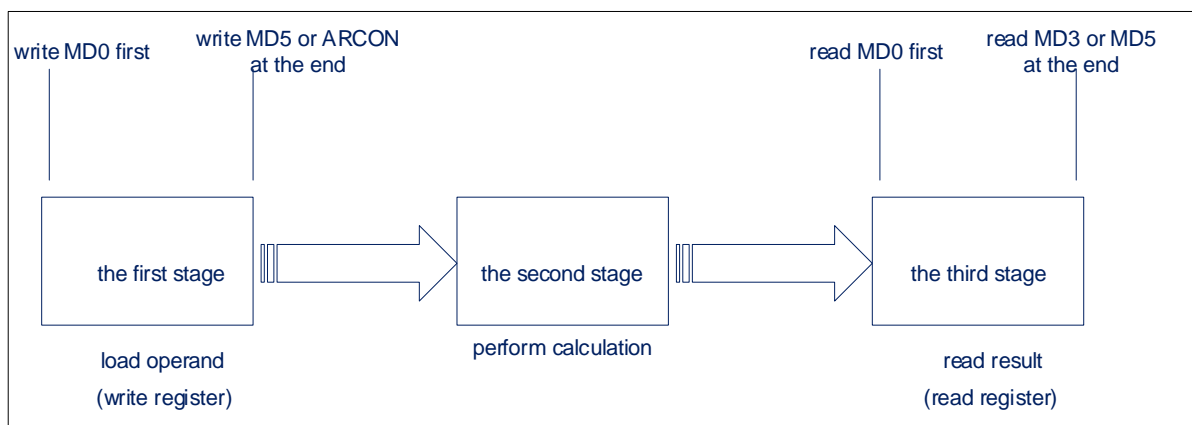 write MD0 first
write MD5 or ARCON
at the end
read MD0 first
read MD3 or MD5
at the end
the first stage
the second stage
the third stage
load operand
(write register)
perform calculation
read result
(read register)